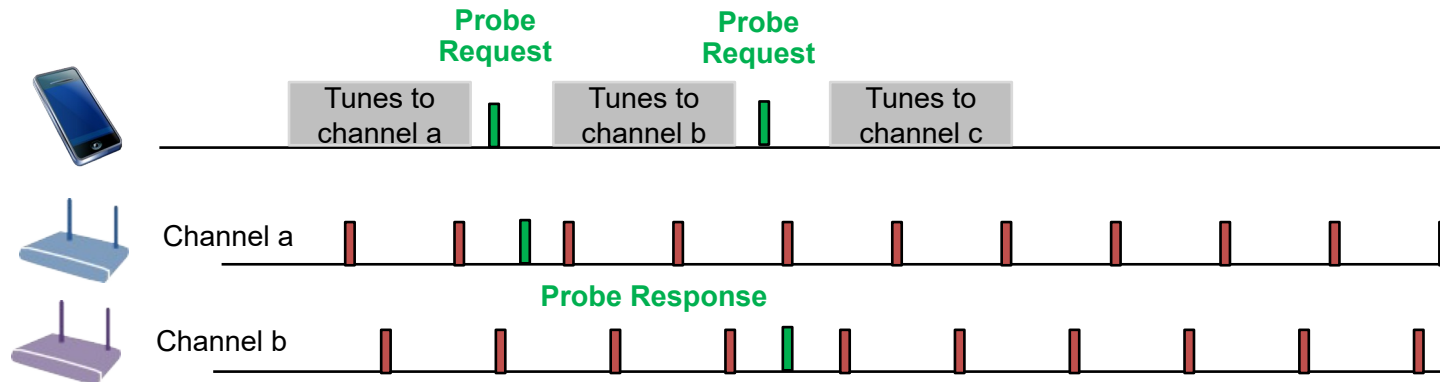 Probe
Request
Probe
Request
Tunes to
channel a
Tunes to
channel b
Tunes to
channel c
Channel a
Probe Response
Channel b